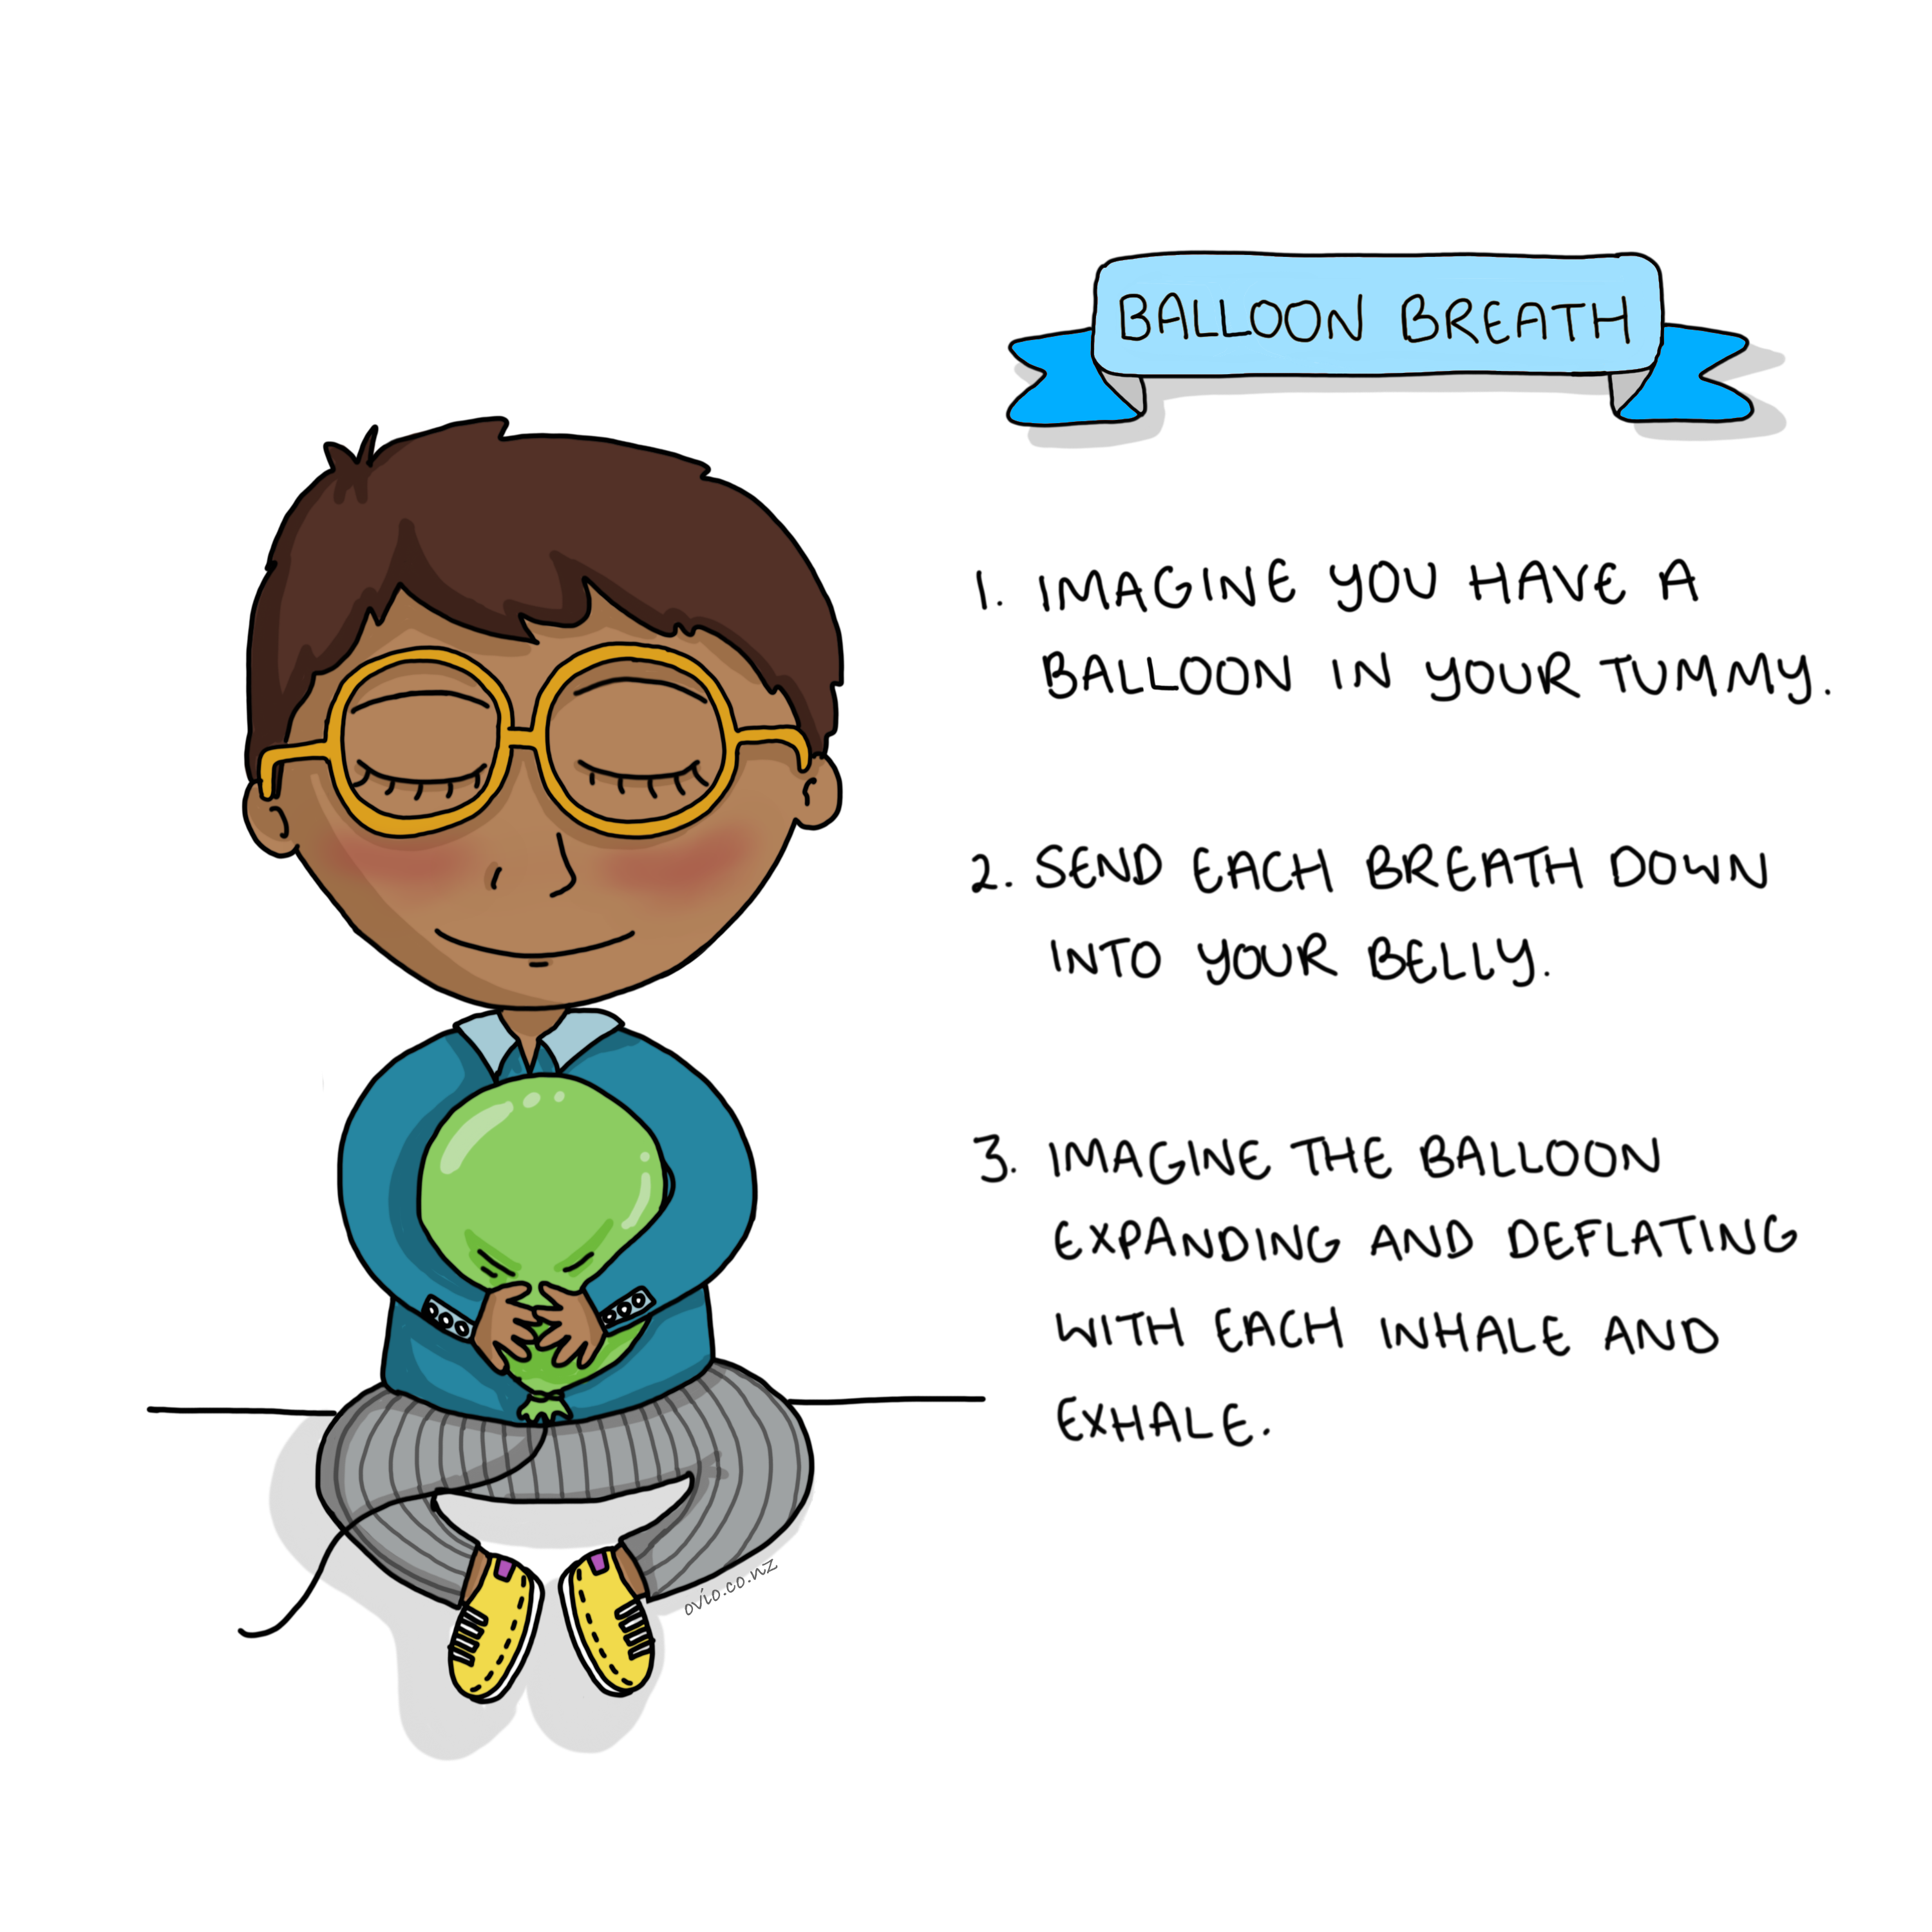 BALLOON BREATH
1. IMAGINE YOU HAVE A
BALLOON IN YOUR TUMMY.
2. SEND EACH BREATH DOWN
INTO YOUR BELLY.
3. IMAGINE THE BALLOON
EXPANDING AND DEFLATING
WITH EACH INHALE AND
EXHALE.
ovio.co.nz